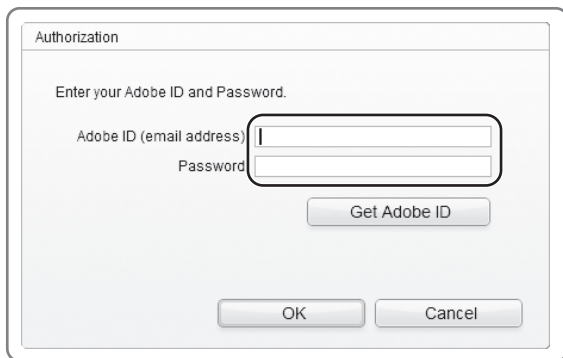 Authorization
Enter your Adobe ID and Password.
Adobe ID (email address)
Password
Get Adobe ID
OK Cancel